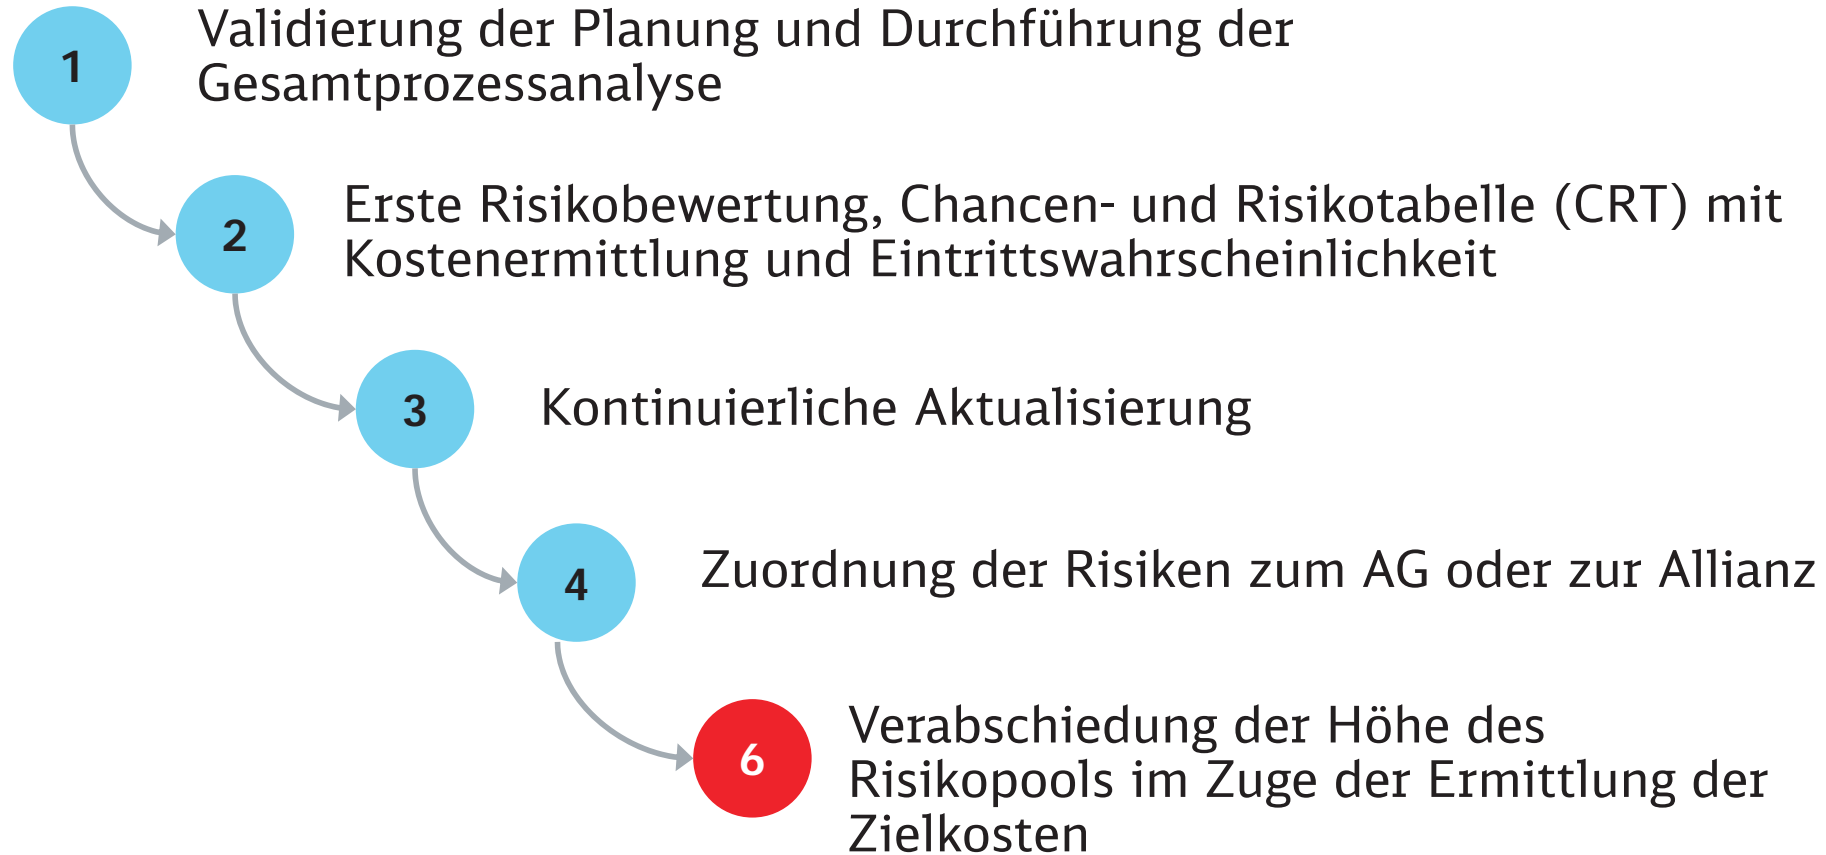 1
Validierung der Planung und Durchführung der
Gesamtprozessanalyse
2
Erste Risikobewertung, Chancen- und Risikotabelle (CRT) mit
Kostenermittlung und Eintrittswahrscheinlichkeit
3
Kontinuierliche Aktualisierung
4
Zuordnung der Risiken zum AG oder zur Allianz
6
Verabschiedung der Höhe des
Risikopools im Zuge der Ermittlung der
Zielkosten